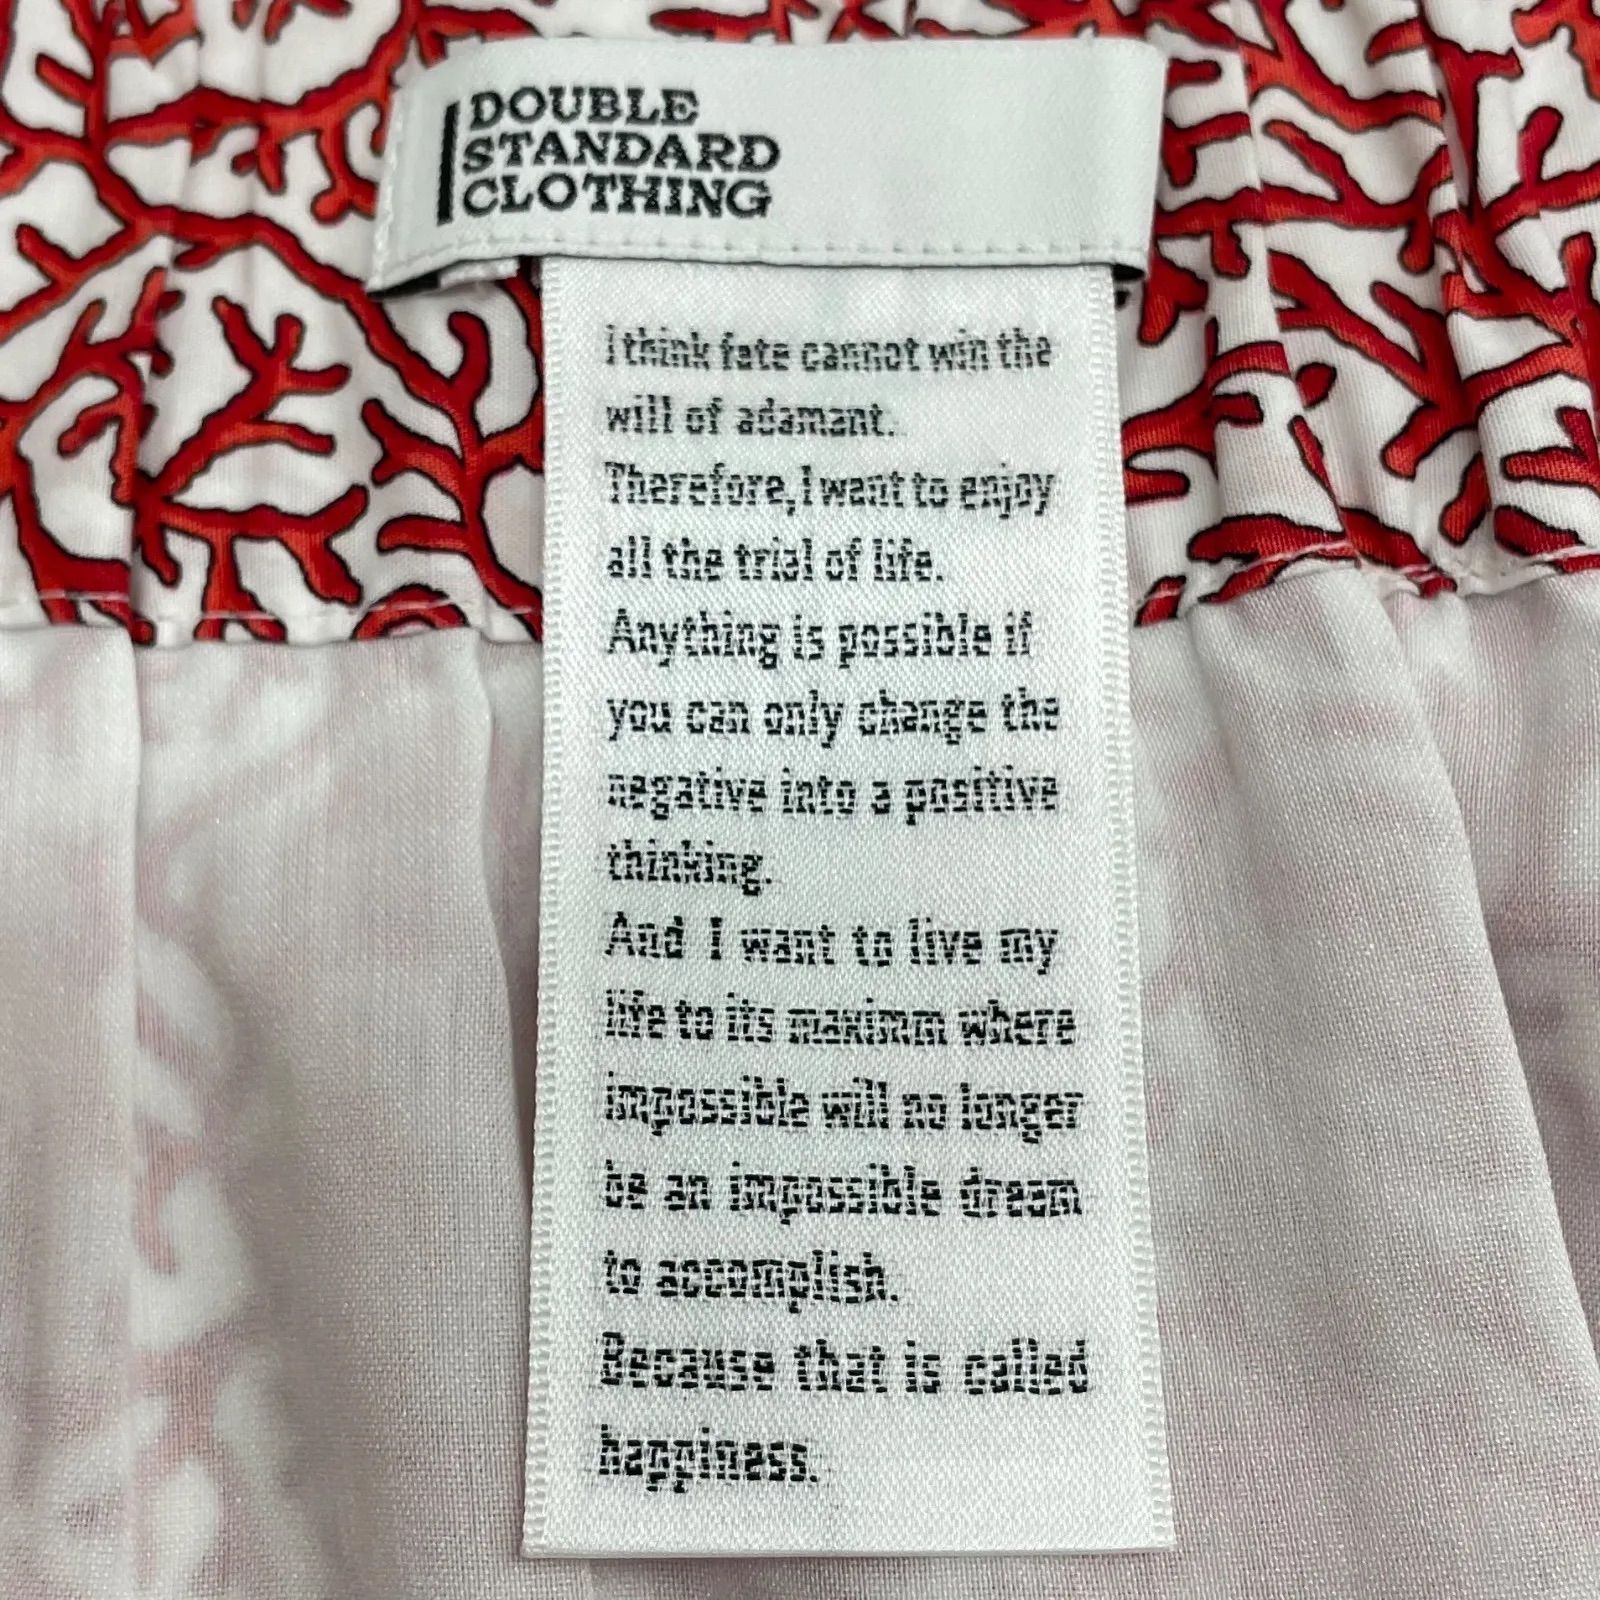 DOUBLE
STANDARD
CLOTHING
I think fate cannot win the
will of adamant.
Therefore, I want to enjoy
all the trial of life.
Anything is possible if
you can only change the
negative into a positive
thinking.
And I want to live my
life to its maximm where
impossible will no longer
be an impossible dream
to accomplish.
Because that is called
happiness.